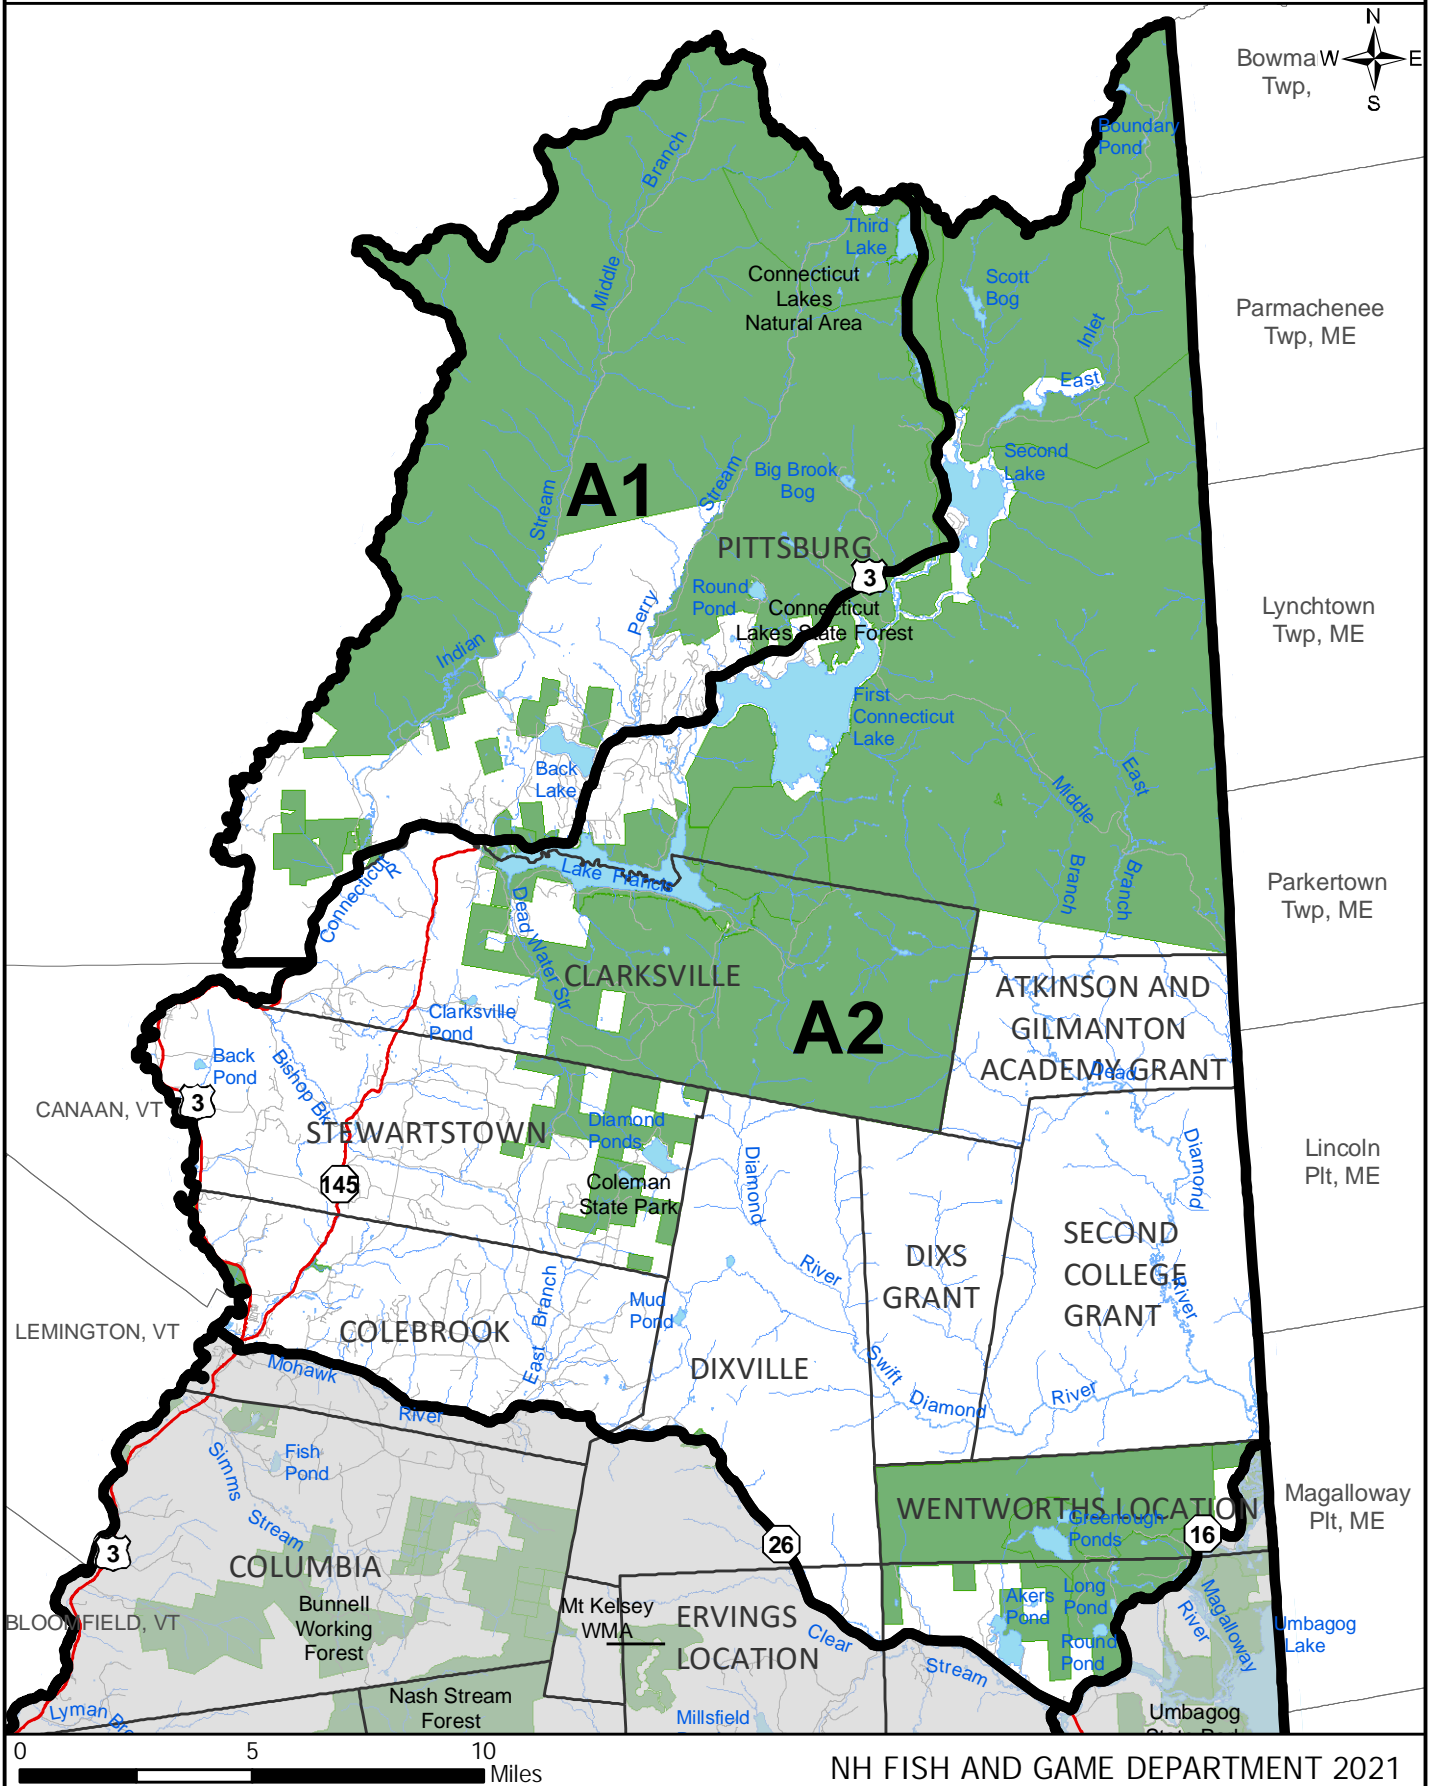 N
W
E
S
Bowma
Twp,
Boundary
Pond
Branch
Third
Lake
Middle
Connecticut
Lakes
Natural Area
Scott
Bog
Parmachenee
Twp, ME
Inlet
East
Second
Lake
A1
Stream
Big Brook
Bog
Stream
PITTSBURG
3
Round
Pond
Connecticut
Lakes State Forest
Perry
Lynchtown
Twp, ME
Indian
First
Connecticut
Lake
Back
Lake
East
Middle
Branch
Branch
Connecticut R
Lake Francis
Parkertown
Twp, ME
Dead Water Str
CLARKSVILLE
ATKINSON AND
GILMANTON
ACADEMY GRANT
Dead
Clarksville
Pond
A2
Back
Pond
Bishop Bk
3
CANAAN, VT
STEWARTSTOWN
Diamond
Ponds
Lincoln
Plt, ME
145
Coleman
State Park
Diamond
River
Diamond
River
SECOND
COLLEGE
GRANT
DIXS
GRANT
Mud
Pond
East Branch
LEMINGTON, VT
COLEBROOK
Mohawk
River
DIXVILLE
Swift
Diamond
River
Fish
Pond
Simms
Stream
WENTWORTHS LOCATION
Greenough
Ponds
16
Magalloway
Plt, ME
26
3
COLUMBIA
Bunnell
Working
Forest
BLOOMFIELD, VT
Mt Kelsey
WMA
ERVINGS
LOCATION
Clear
Stream
Akers
Pond
Long
Pond
Round
Pond
Magalloway
River
Umbagog
Lake
Nash Stream
Forest
Millsfield
Lyman
Umbagog
0
5
10
Miles
NH FISH AND GAME DEPARTMENT 2021